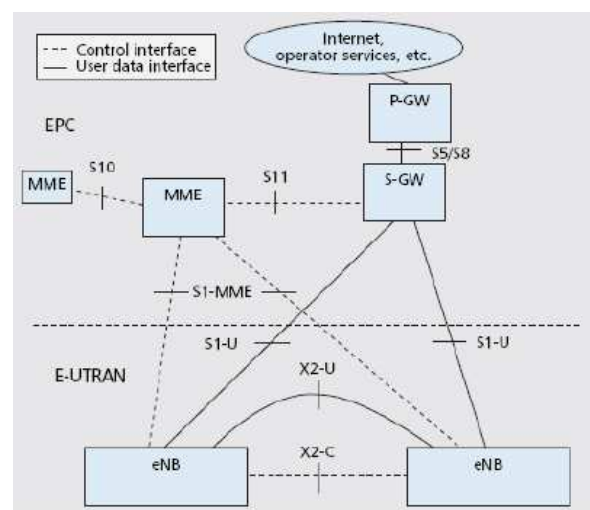 Internet,
operator services, etc.
Control interface
User data interface
P-GW
EPC
S5/S8
S10
S11
MME
MME
S-GW
S1-MME
S1-U
S1-U
E-UTRAN
X2-U
X2-C
eNB
eNB